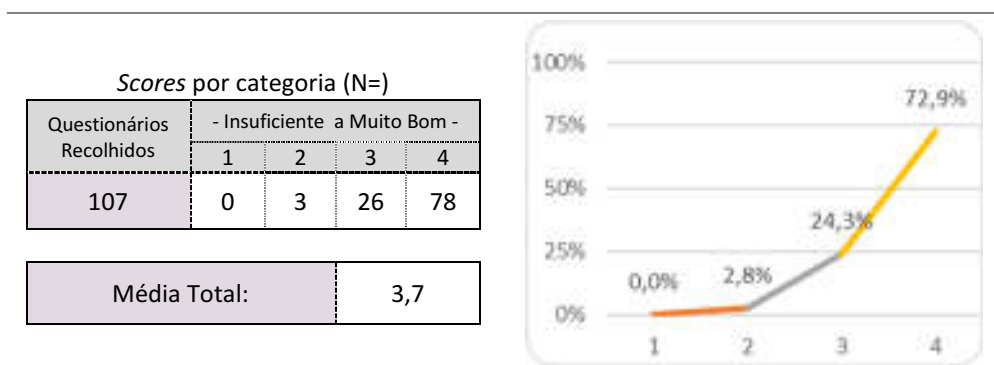 Scores por categoria (N=)
Questionários Recolhidos
- Insuficiente a Muito Bom -
1 2 3 4
107 0 3 26 78
Média Total: 3,7
100%
75%
50%
25%
0%
0,0%
2,8%
24,3%
72,9%
1 2 3 4